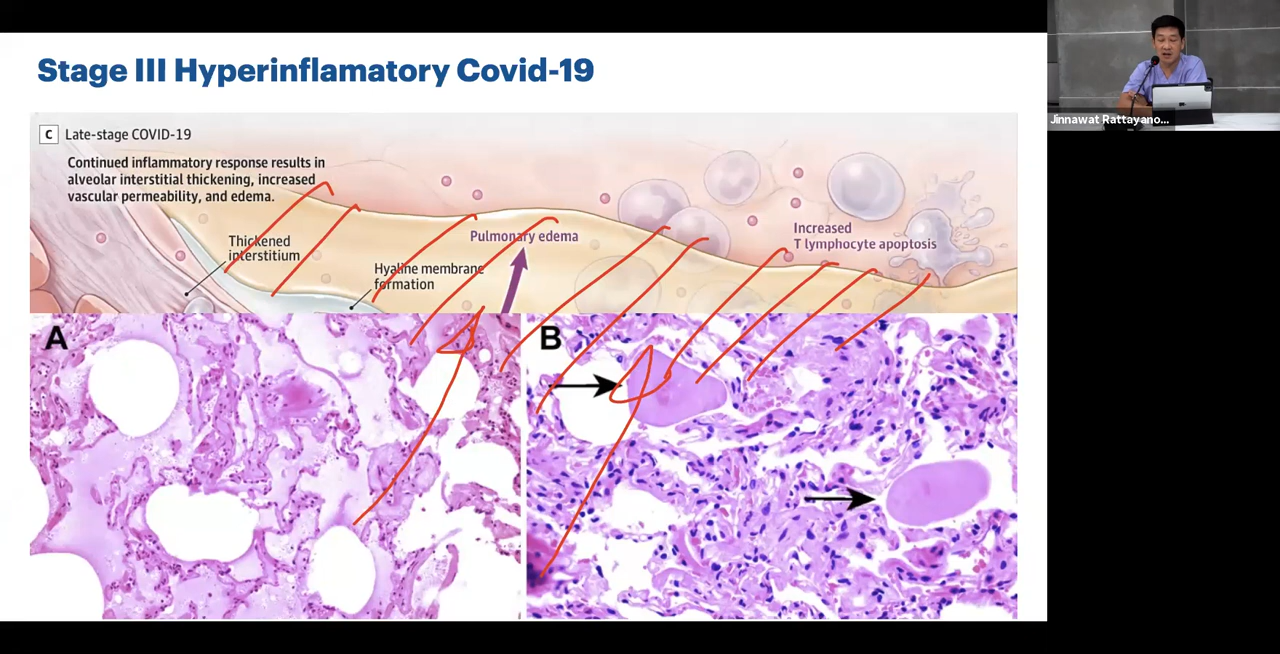 Stage III Hyperinflamatory Covid-19
C Late-stage COVID-19
Continued inflammatory response results in
alveolar interstitial thickening, increased
vascular permeability, and edema.
Thickened
interstitium
Hyaline membrane
formation
Pulmonary edema
Increased
T lymphocyte apoptosis
A
B
Jinnawat Rattayano...